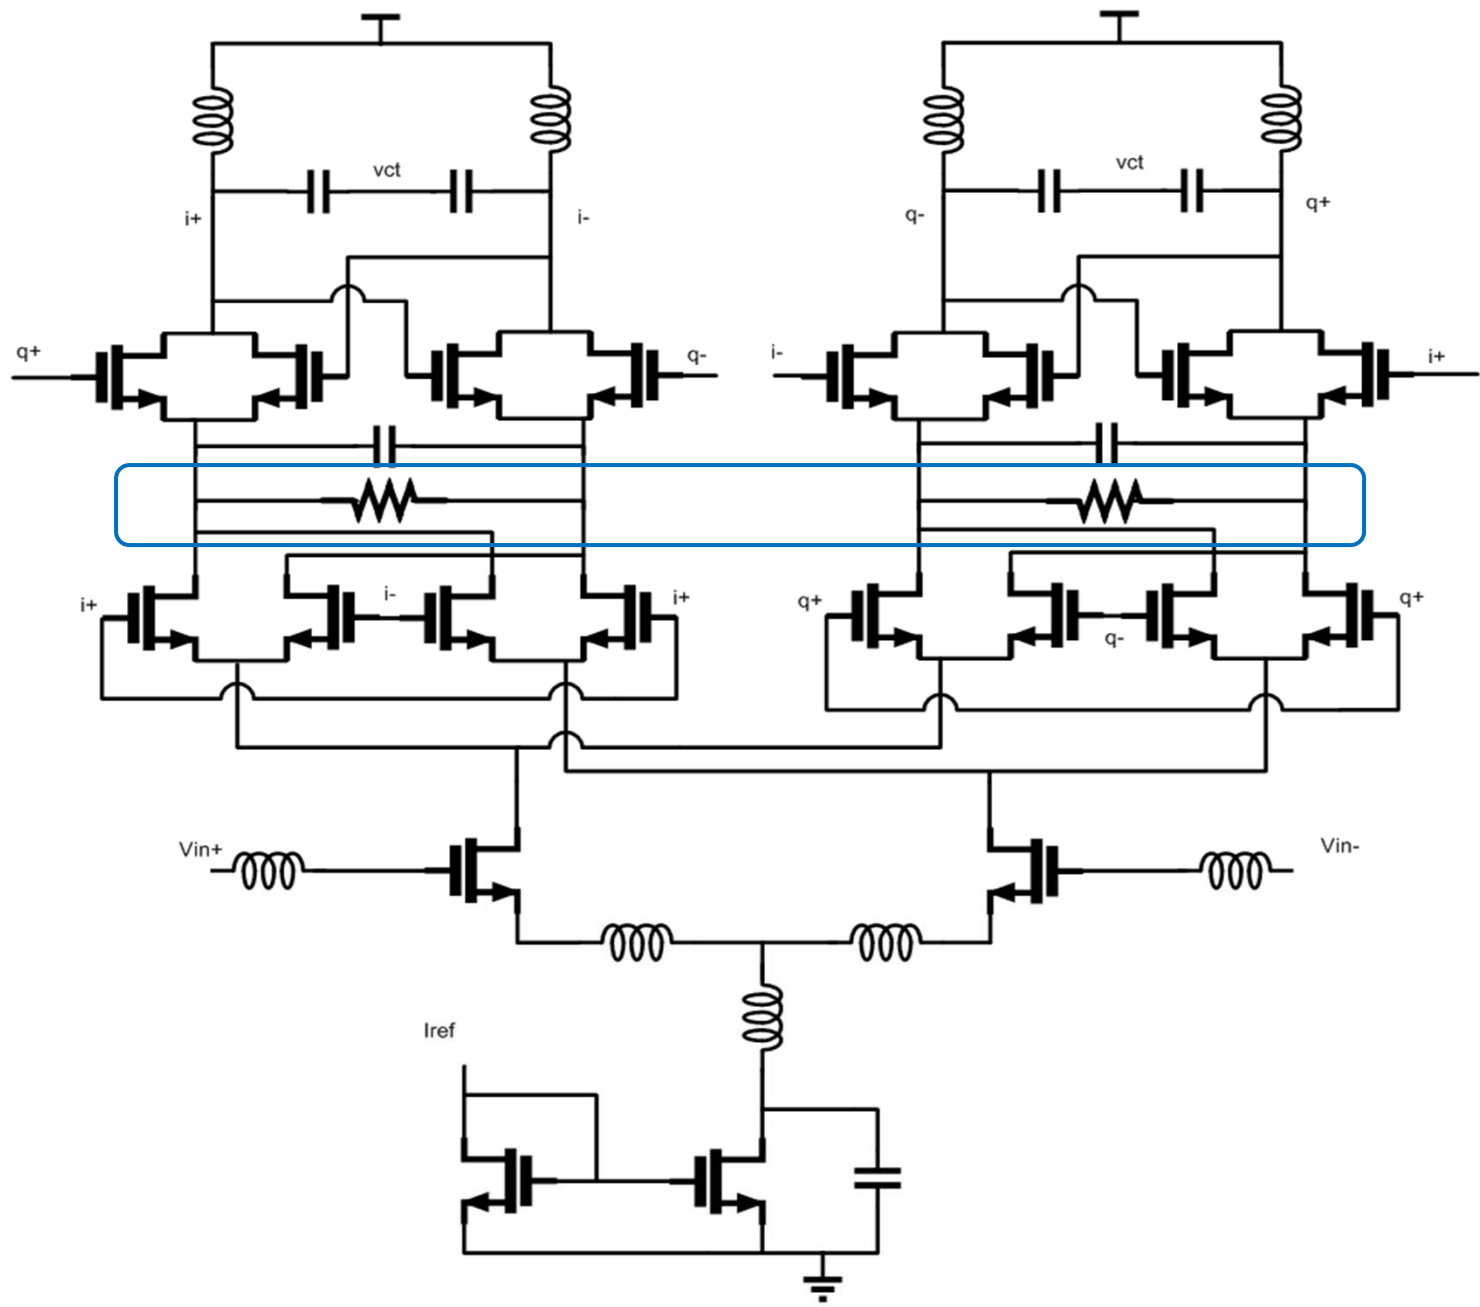 vct
vct
i+
i-
q-
q+
q+
q-
i-
i+
i+
i-
i+
q+
q-
q+
Vin+
Vin-
Iref